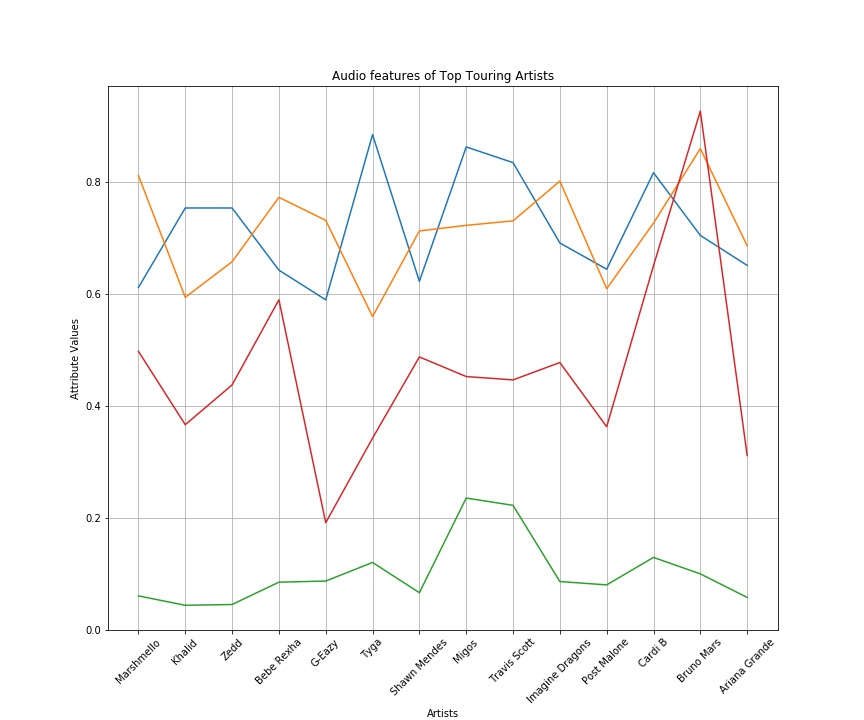 Audio features of Top Touring Artists
Attribute Values
0.8
0.6
0.4
0.2
0.0
Marshmello
Khalid
Zedd
Bebe Rexha
G-Eazy
Tyga
Shawn Mendes
Migos
Travis Scott
Imagine Dragons
Post Malone
Cardi B
Bruno Mars
Ariana Grande
Artists